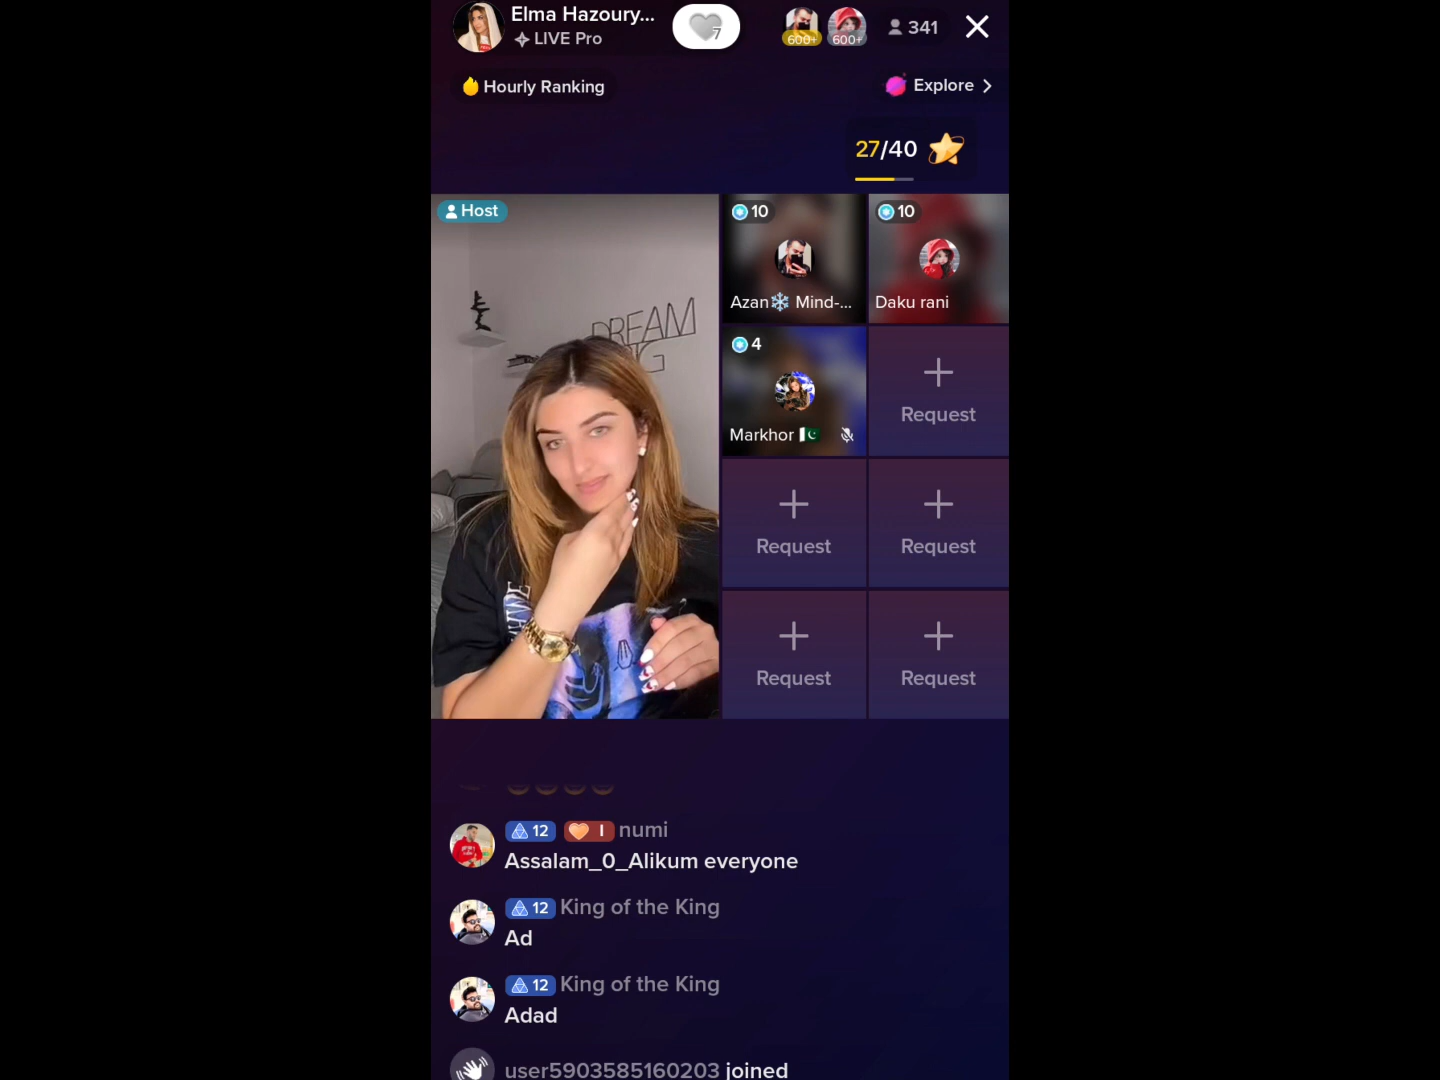 Elma Hazoury...
LIVE Pro
7
600+
600+
341
Hourly Ranking
Explore
27/40
Host
10
Azan❄️ Mind-...
10
Daku rani
4
Markhor 🇵🇰
Request
Request
Request
Request
Request
DREAM
12 I numi
Assalam_0_Alikum everyone
12 King of the King
Ad
12 King of the King
Adad
user5903585160203 joined